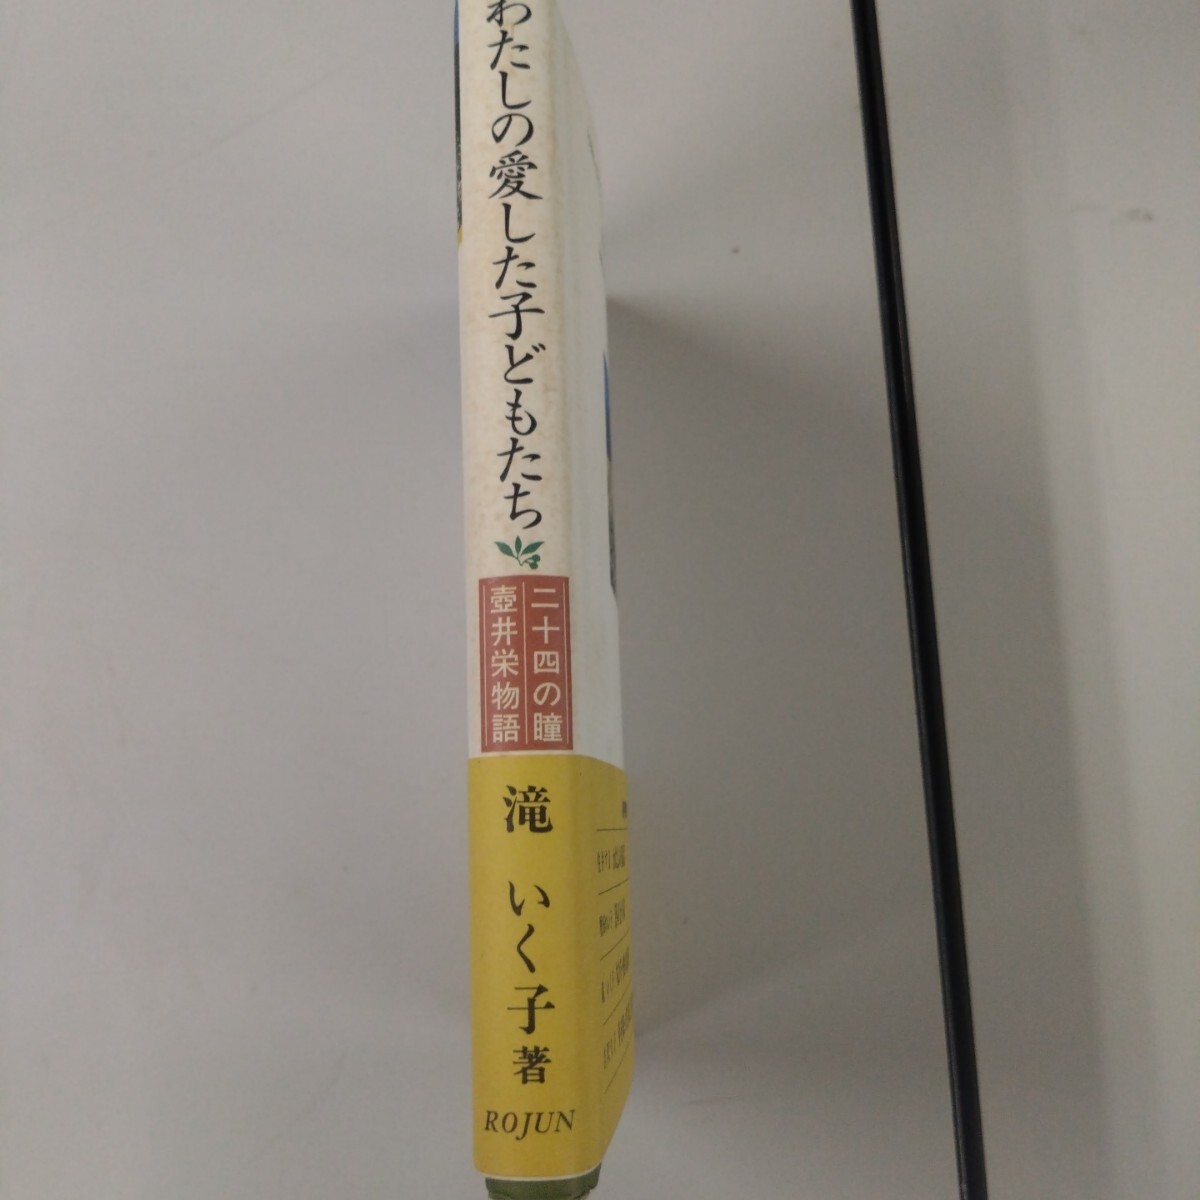 わたしの愛した子どもたち
二十四の瞳
壺井栄物語
滝 いく子 著
ROJUN